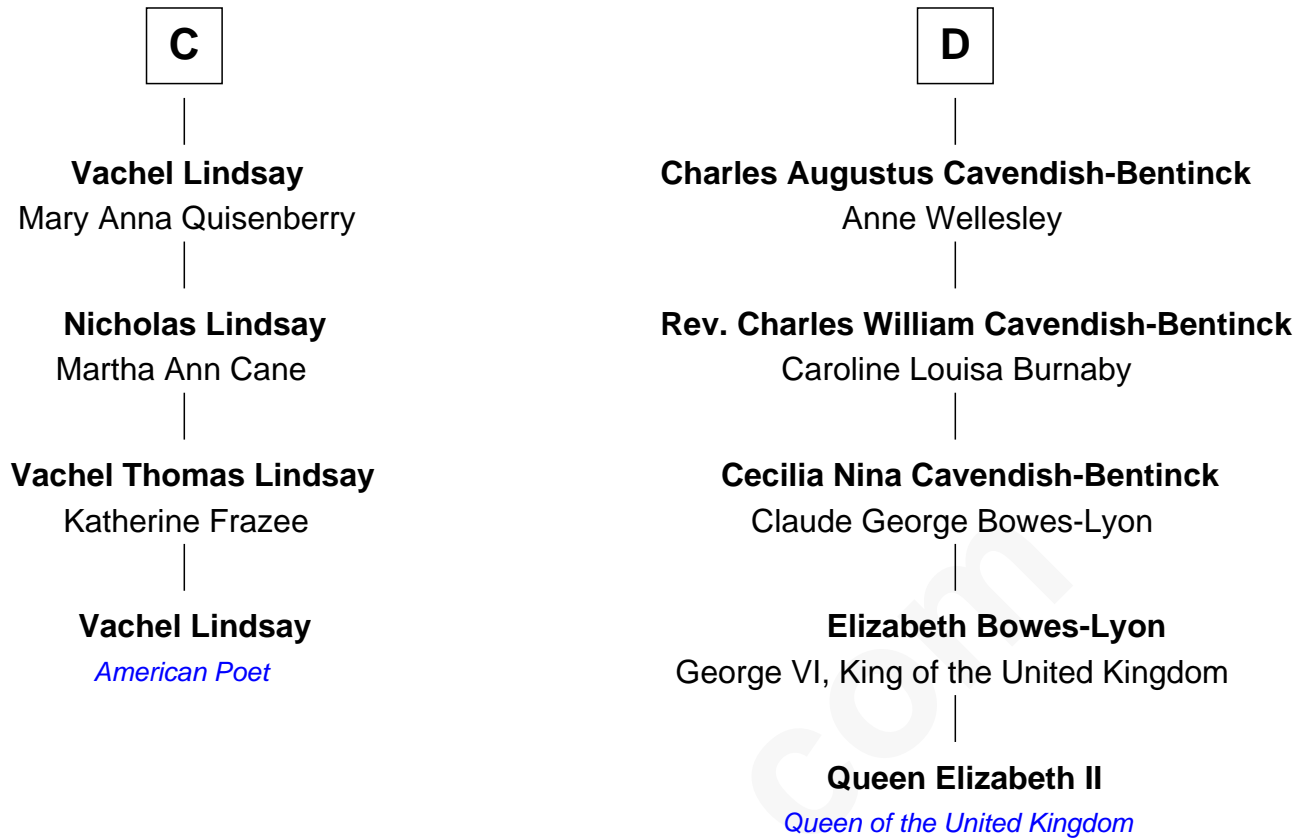 C
Vachel Lindsay
Mary Anna Quisenberry
Nicholas Lindsay
Martha Ann Cane
Vachel Thomas Lindsay
Katherine Frazee
Vachel Lindsay
American Poet
D
Charles Augustus Cavendish-Bentinck
Anne Wellesley
Rev. Charles William Cavendish-Bentinck
Caroline Louisa Burnaby
Cecilia Nina Cavendish-Bentinck
Claude George Bowes-Lyon
Elizabeth Bowes-Lyon
George VI, King of the United Kingdom
Queen Elizabeth II
Queen of the United Kingdom
com